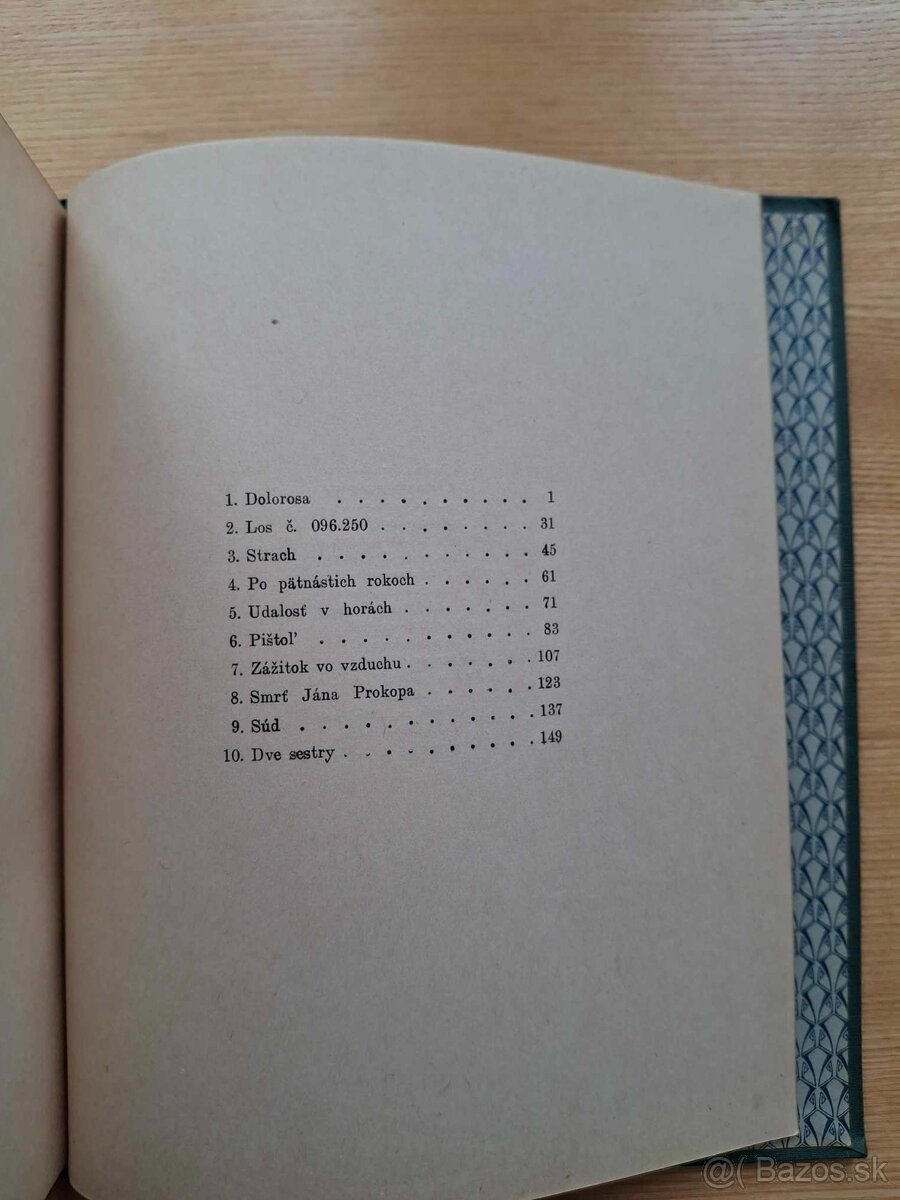 1. Dolorosa . . . . . . . . . . 1
2. Los č. 096.250 . . . . . . . . 31
3. Strach . . . . . . . . . . . 45
4. Po pätnástich rokoch . . . . . . 61
5. Udalosť v horách . . . . . . . 71
6. Pištoľ . . . . . . . . . . . 83
7. Zážitok vo vzduchu . . . . . . 107
8. Smrť Jána Prokopa . . . . . . 123
9. Súd . . . . . . . . . . . 137
10. Dve sestry . . . . . . . . . 149
@( Bazos.sk